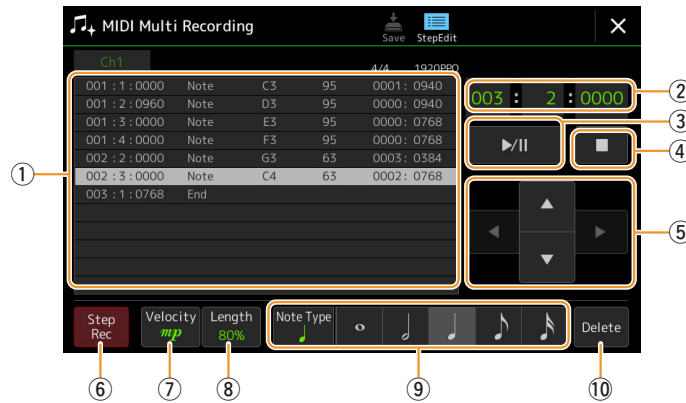 MIDI Multi Recording
Save
StepEdit
Ch1
4/4 1920PPQ
001 : 1 : 0000 Note C3 95 0001 : 0940
001 : 2 : 0960 Note D3 95 0000 : 0940
001 : 3 : 0000 Note E3 95 0000 : 0768
001 : 4 : 0000 Note F3 95 0000 : 0768
002 : 2 : 0000 Note G3 63 0003 : 0384
002 : 3 : 0000 Note C4 63 0002 : 0768
003 : 1 : 0768 End
003 : 2 : 0000
①
②
③
④
⑤
Step Rec
Velocity
mp
Length
80%
Note Type
Delete
⑥
⑦
⑧
⑨
⑩